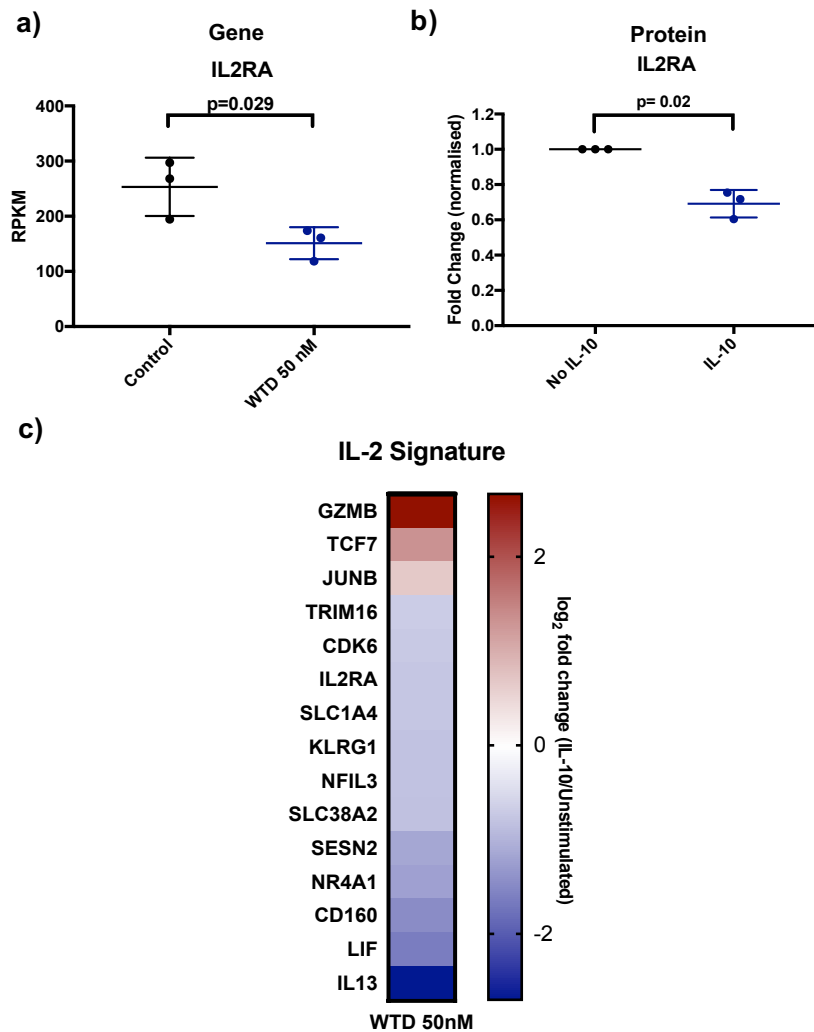 a)
Gene
IL2RA
p=0.029
400
300
200
100
0
RPKM
Control
WTD 50 nM
b)
Protein
IL2RA
p= 0.02
1.2
1.0
0.8
0.6
0.4
0.2
0.0
Fold Change (normalised)
No IL-10
IL-10
c)
IL-2 Signature
GZMB
TCF7
JUNB
TRIM16
CDK6
IL2RA
SLC1A4
KLRG1
NFIL3
SLC38A2
SESN2
NR4A1
CD160
LIF
IL13
WTD 50nM
2
0
-2
log₂ fold change (IL-10/Unstimulated)